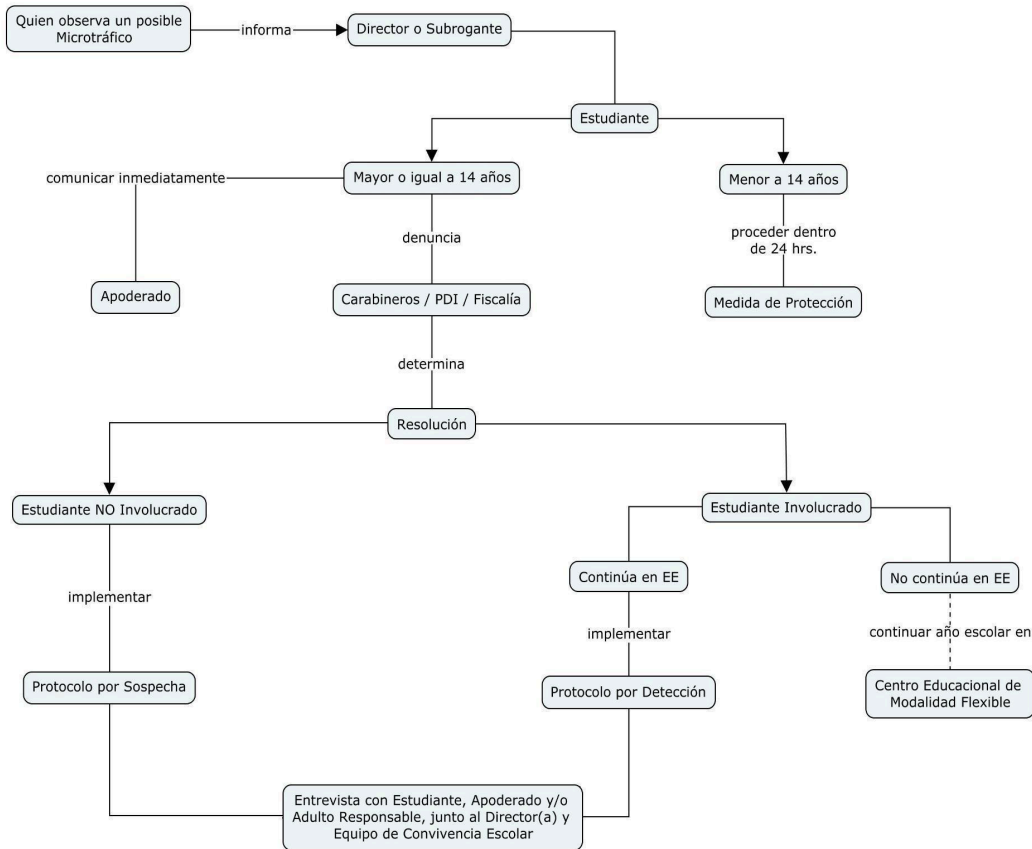 Quien observa un posible
Microtráfico
informa
Director o Subrogante
Estudiante
comunicar inmediatamente
Mayor o igual a 14 años
Menor a 14 años
denuncia
proceder dentro
de 24 hrs.
Apoderado
Carabineros / PDI / Fiscalía
Medida de Protección
determina
Resolución
Estudiante NO Involucrado
Estudiante Involucrado
Continúa en EE
No continúa en EE
implementar
implementar
continuar año escolar en
Protocolo por Sospecha
Protocolo por Detección
Centro Educacional de
Modalidad Flexible
Entrevista con Estudiante, Apoderado y/o
Adulto Responsable, junto al Director(a) y
Equipo de Convivencia Escolar